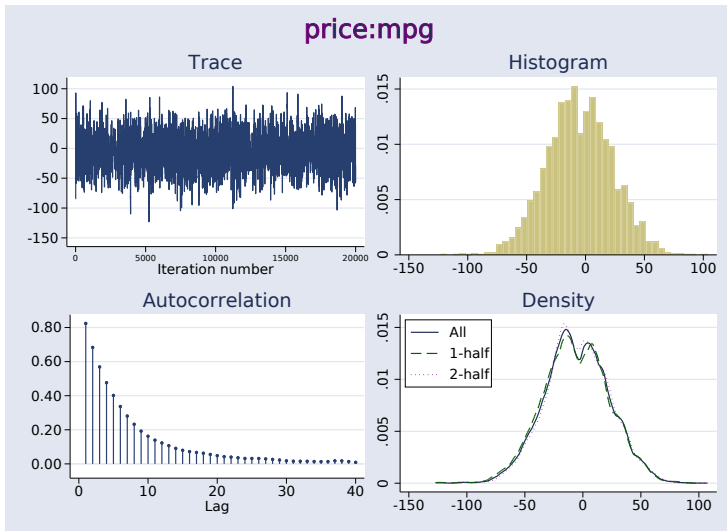 price:mpg
Trace
100
50
0
-50
-100
-150
0 5000 10000 15000 20000
Iteration number
Histogram
.015
.01
.005
0
-150 -100 -50 0 50 100
Autocorrelation
0.80
0.60
0.40
0.20
0.00
0 10 20 30 40
Lag
Density
All
1-half
2-half
.015
.01
.005
0
-150 -100 -50 0 50 100